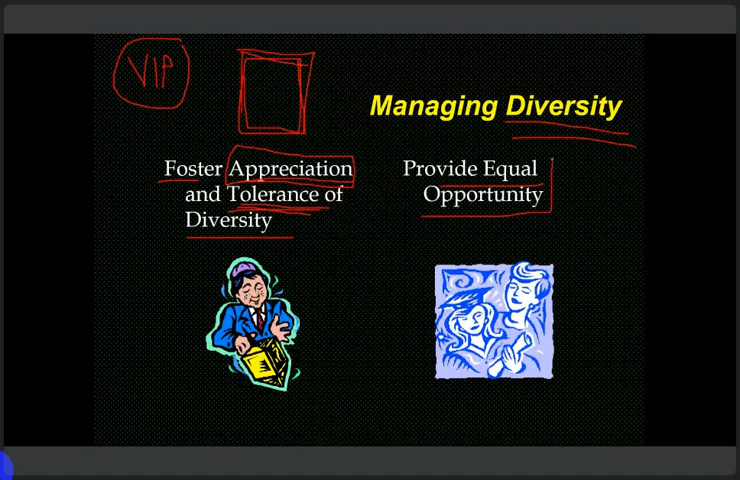 VIP
Managing Diversity
Foster Appreciation
and Tolerance of
Diversity
Provide Equal
Opportunity